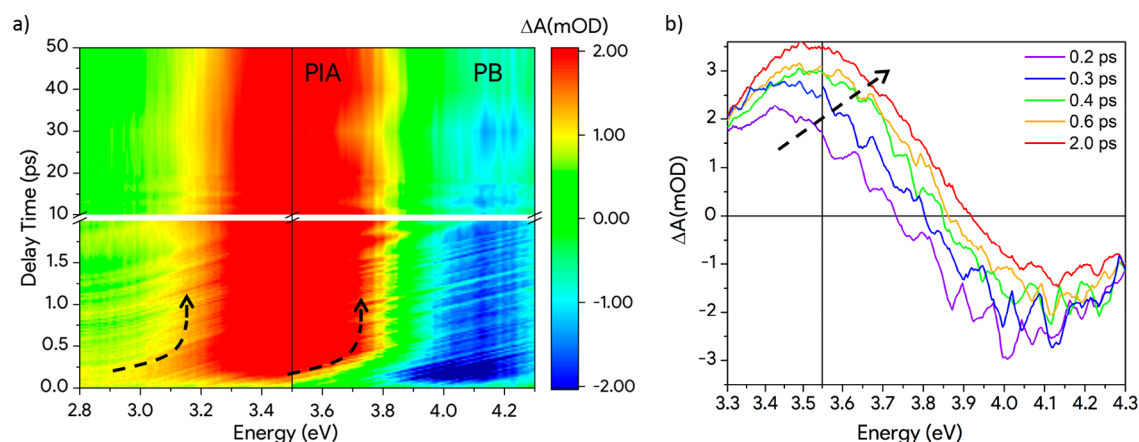 a)
ΔA(mOD)
50
40
30
20
10
1.5
1.0
0.5
0.0
Delay Time (ps)
PIA
PB
2.00
1.00
0.00
-1.00
-2.00
2.8 3.0 3.2 3.4 3.6 3.8 4.0 4.2
Energy (eV)
b)
3
2
1
0
-1
-2
-3
ΔA(mOD)
0.2 ps
0.3 ps
0.4 ps
0.6 ps
2.0 ps
3.3 3.4 3.5 3.6 3.7 3.8 3.9 4.0 4.1 4.2 4.3
Energy (eV)